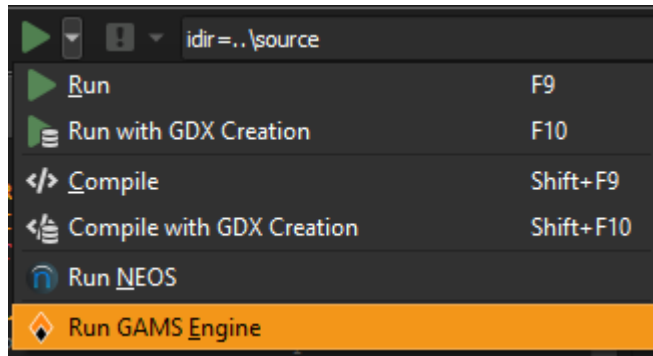 idir=..\source
Run F9
Run with GDX Creation F10
Compile Shift+F9
Compile with GDX Creation Shift+F10
Run NEOS
Run GAMS Engine